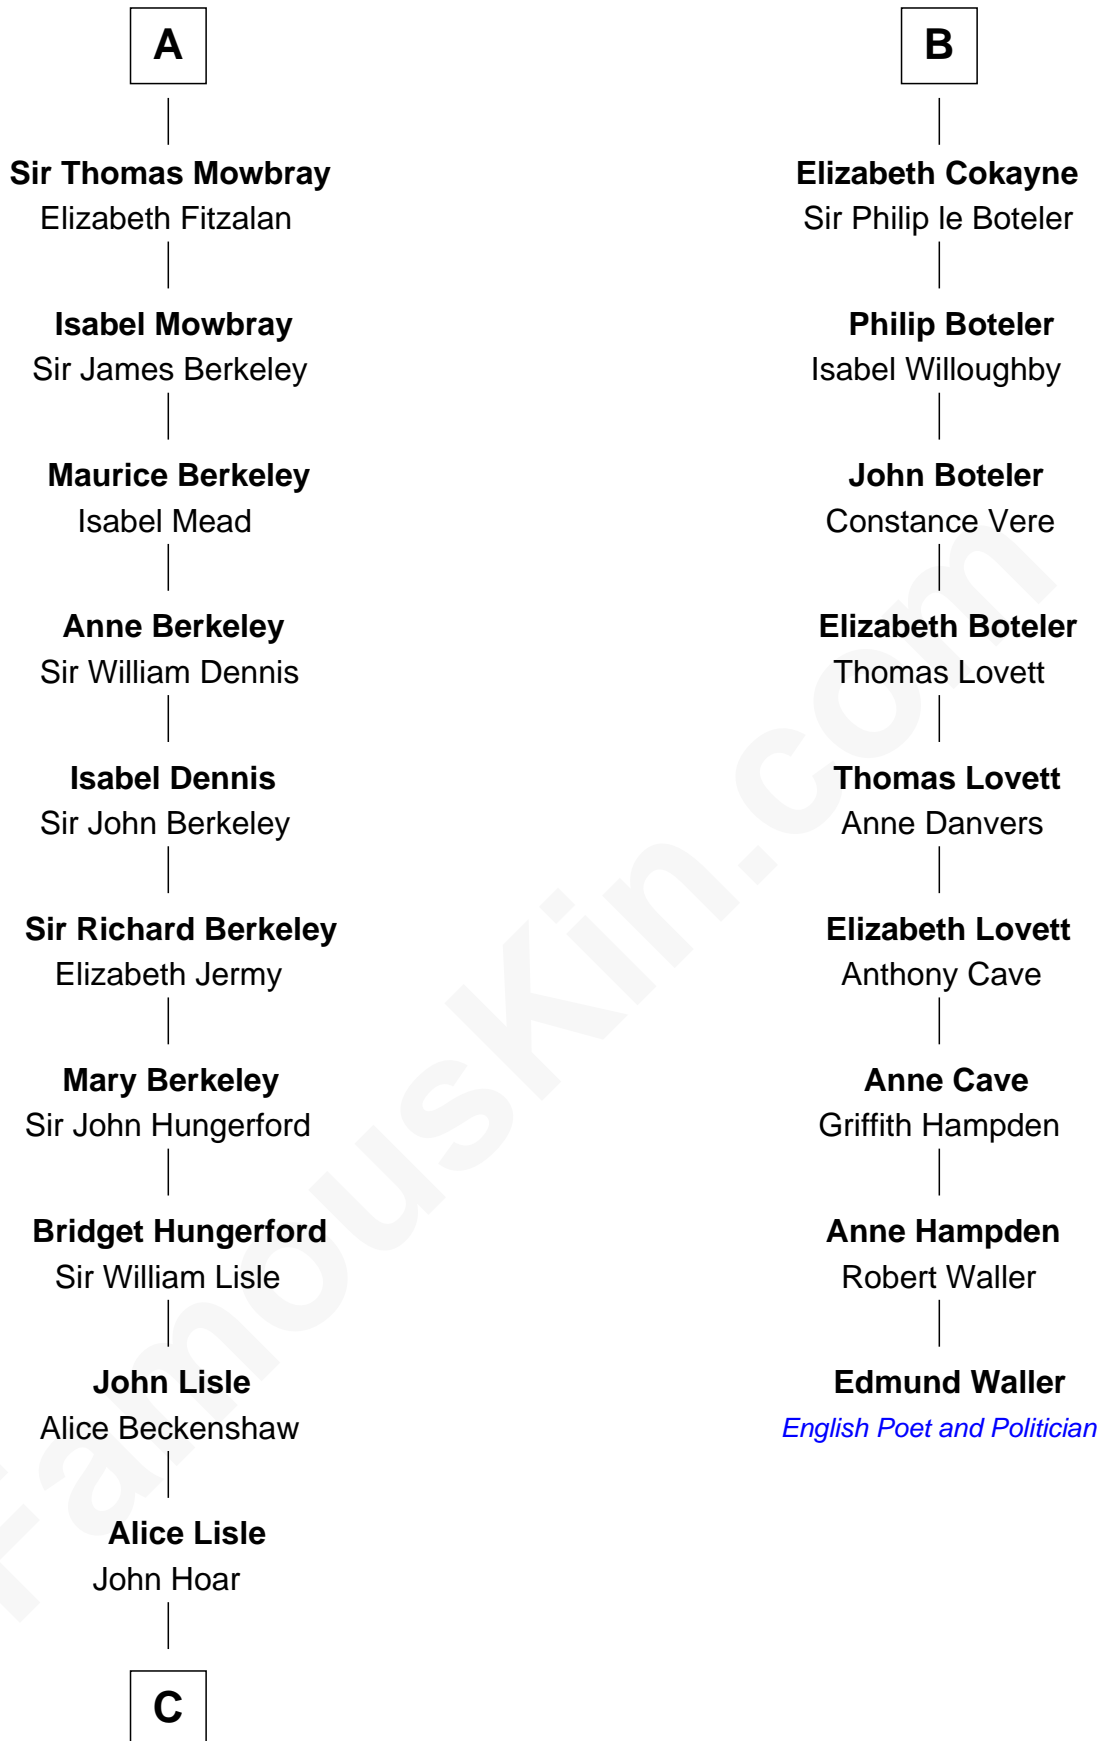 A
Sir Thomas Mowbray
Elizabeth Fitzalan
Isabel Mowbray
Sir James Berkeley
Maurice Berkeley
Isabel Mead
Anne Berkeley
Sir William Dennis
Isabel Dennis
Sir John Berkeley
Sir Richard Berkeley
Elizabeth Jermy
Mary Berkeley
Sir John Hungerford
Bridget Hungerford
Sir William Lisle
John Lisle
Alice Beckenshaw
Alice Lisle
John Hoar
C
B
Elizabeth Cokayne
Sir Philip le Boteler
Philip Boteler
Isabel Willoughby
John Boteler
Constance Vere
Elizabeth Boteler
Thomas Lovett
Thomas Lovett
Anne Danvers
Elizabeth Lovett
Anthony Cave
Anne Cave
Griffith Hampden
Anne Hampden
Robert Waller
Edmund Waller
English Poet and Politician
FamousKin.com